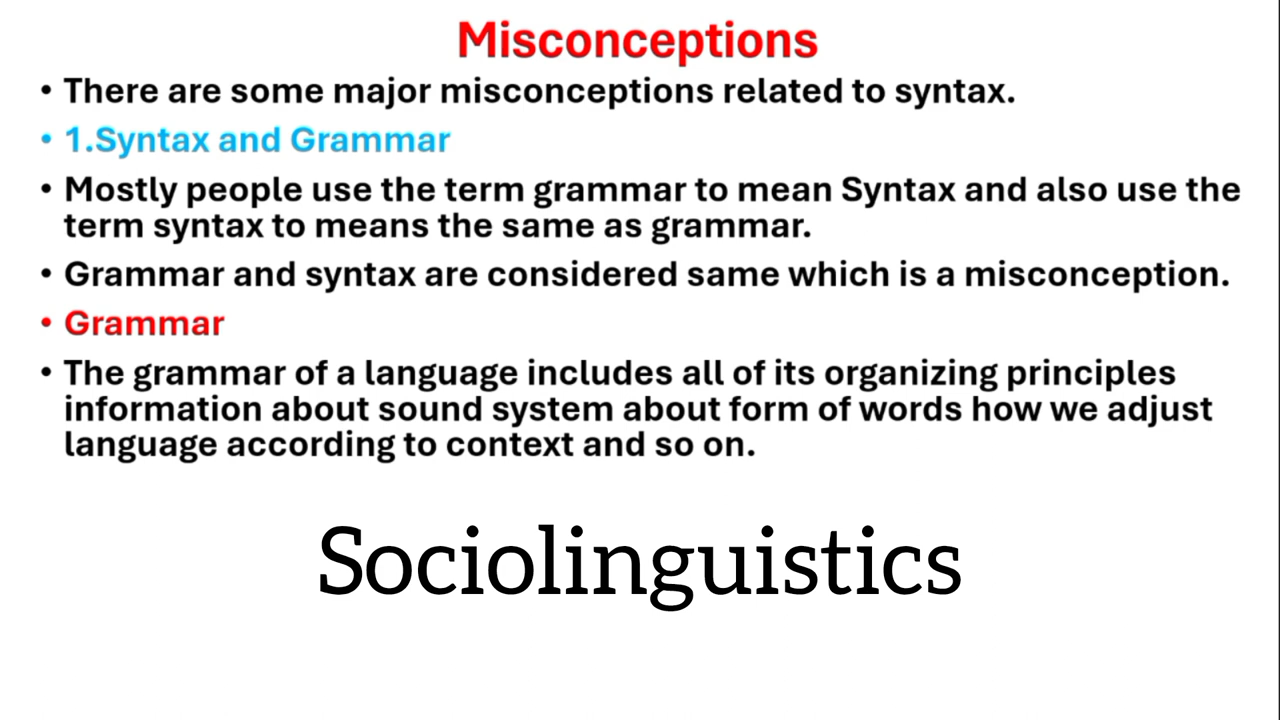 Misconceptions
• There are some major misconceptions related to syntax.
• 1.Syntax and Grammar
• Mostly people use the term grammar to mean Syntax and also use the
term syntax to means the same as grammar.
• Grammar and syntax are considered same which is a misconception.
• Grammar
• The grammar of a language includes all of its organizing principles
information about sound system about form of words how we adjust
language according to context and so on.
Sociolinguistics